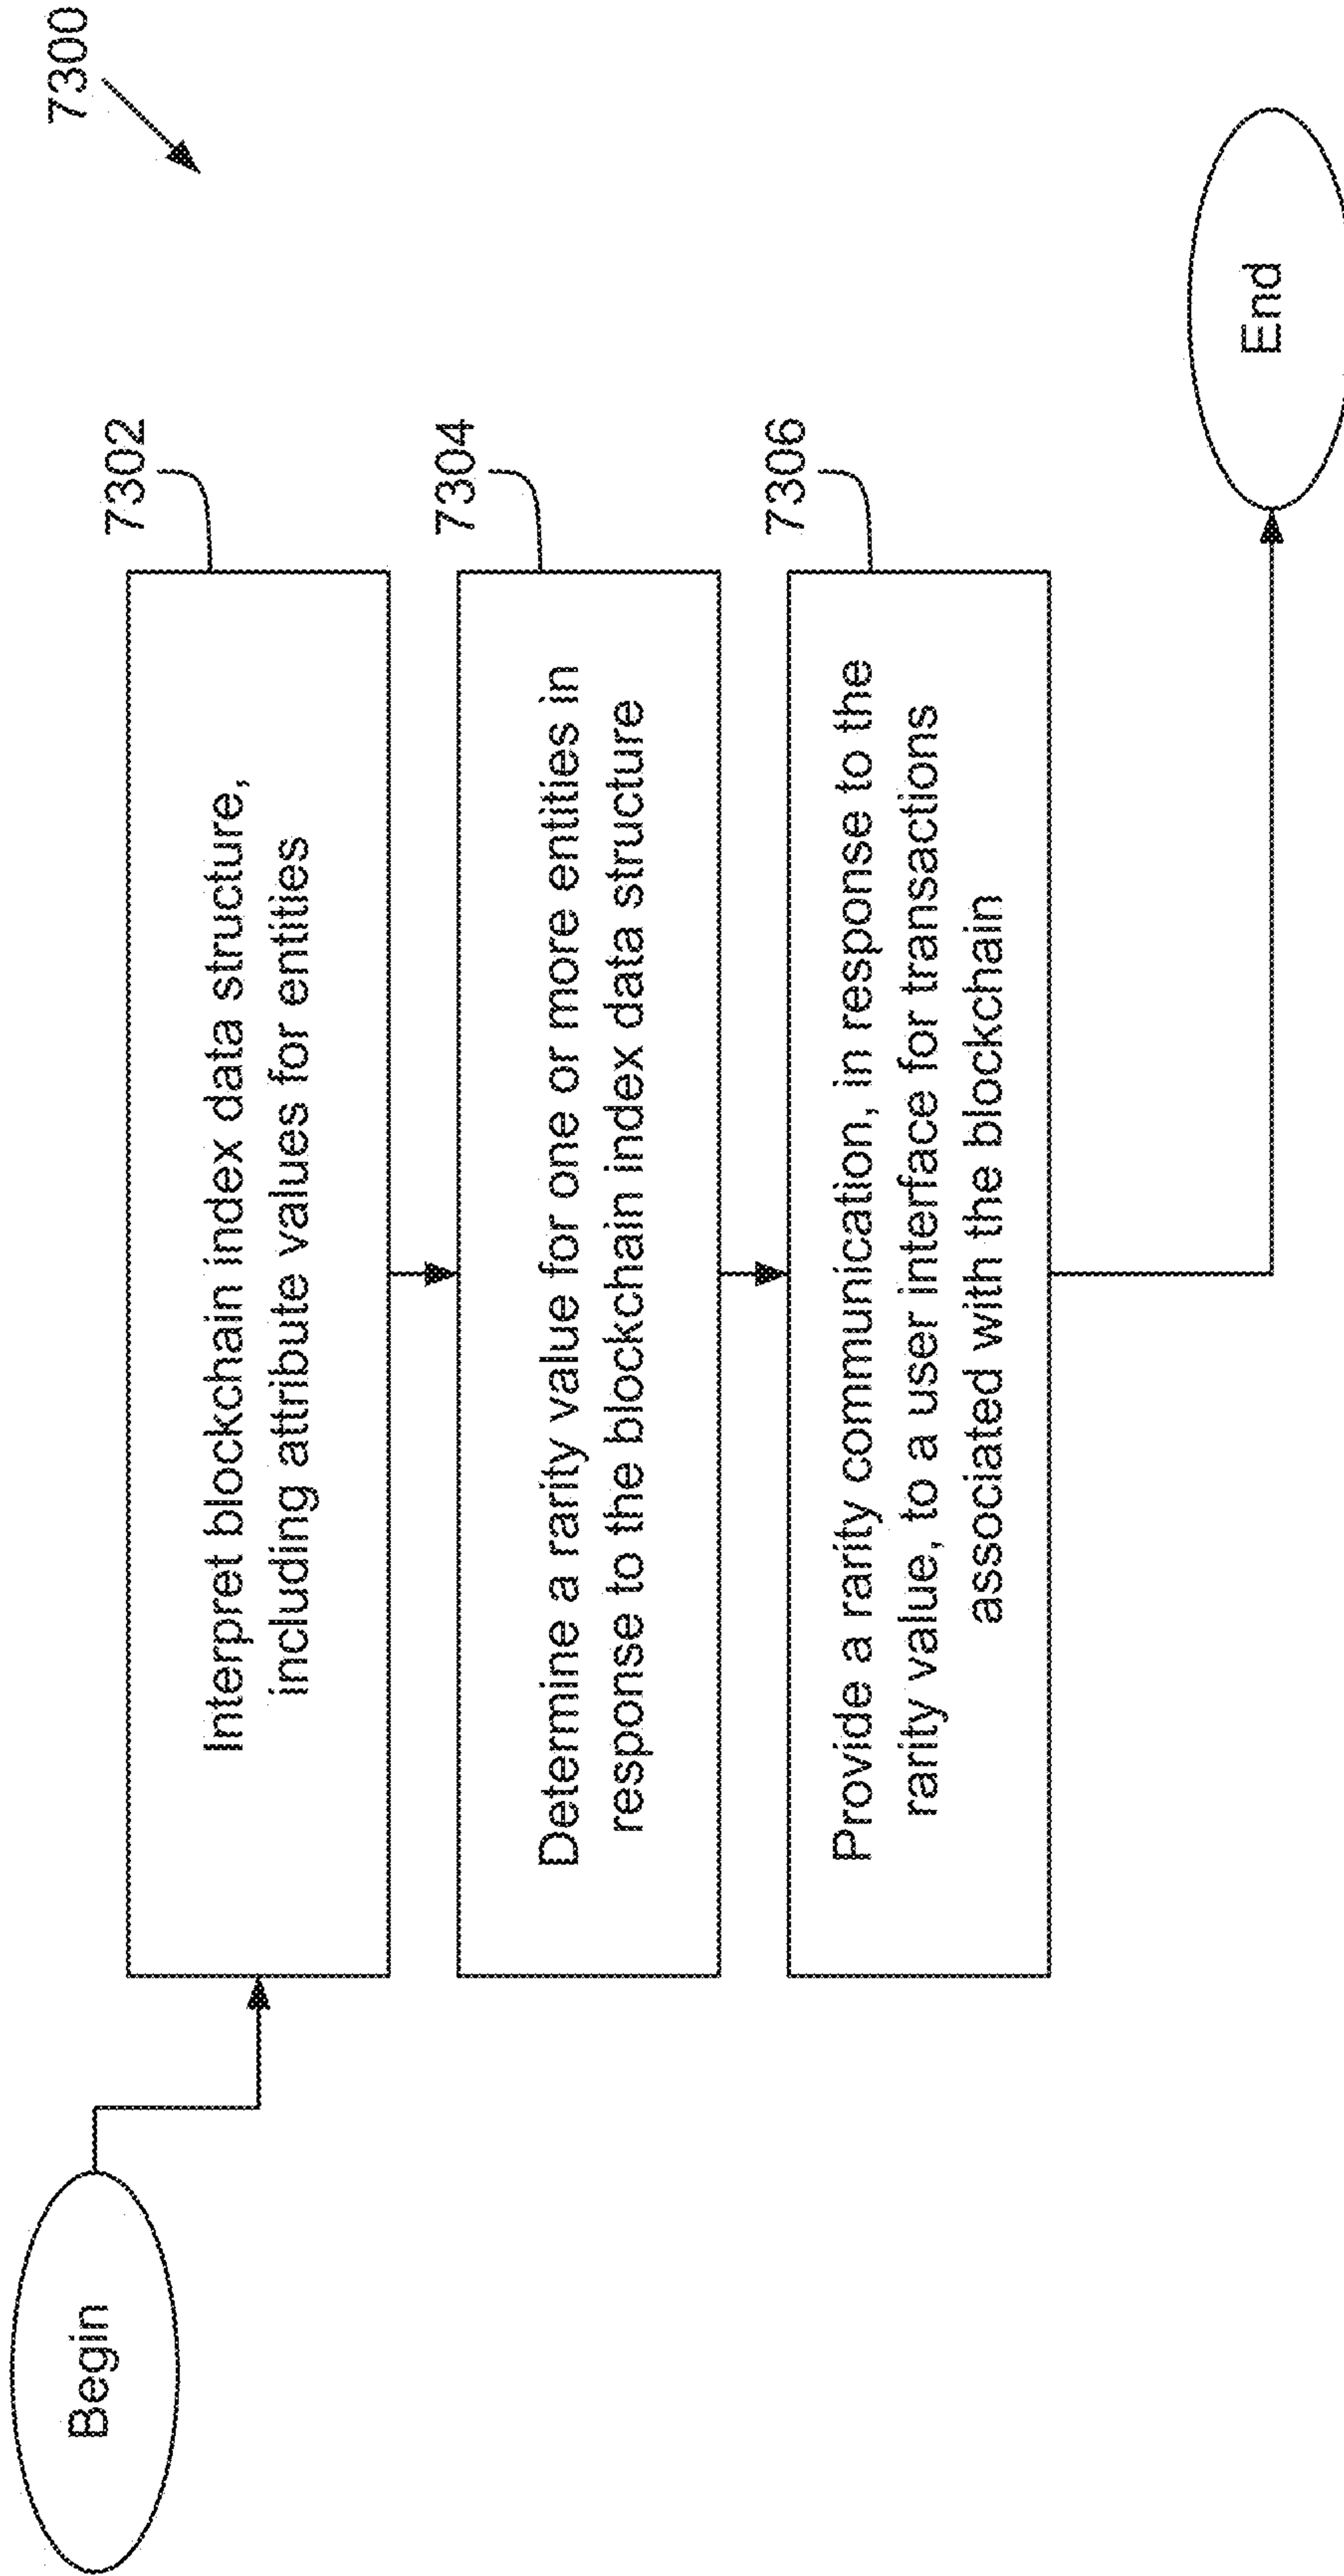 7300
Begin
7302
Interpret blockchain index data structure,
including attribute values for entities
7304
Determine a rarity value for one or more entities in
response to the blockchain index data structure
7306
Provide a rarity communication, in response to the
rarity value, to a user interface for transactions
associated with the blockchain
End